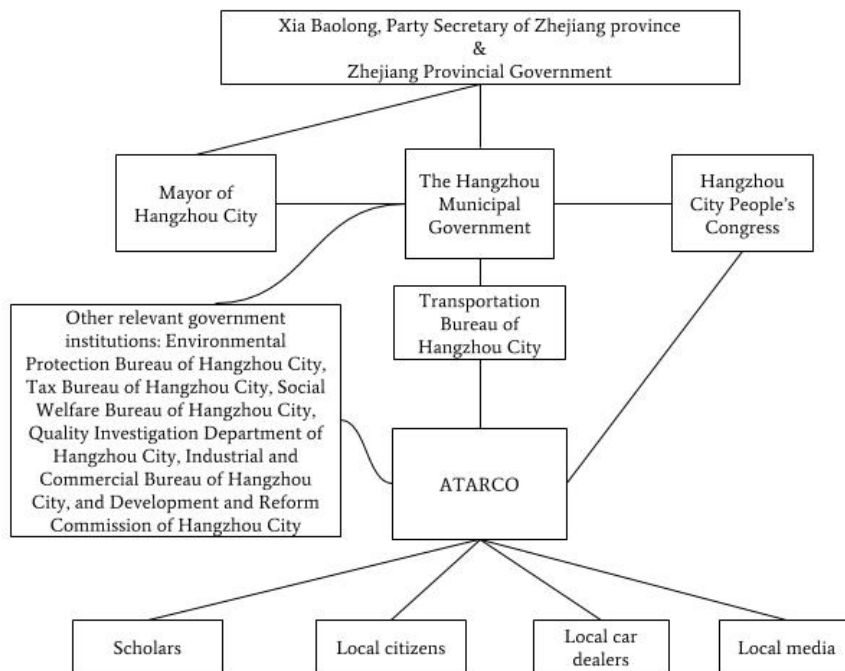 Xia Baolong, Party Secretary of Zhejiang province
&
Zhejiang Provincial Government
Mayor of
Hangzhou City
The Hangzhou
Municipal
Government
Hangzhou
City People's
Congress
Transportation
Bureau of
Hangzhou City
Other relevant government
institutions: Environmental
Protection Bureau of Hangzhou City,
Tax Bureau of Hangzhou City, Social
Welfare Bureau of Hangzhou City,
Quality Investigation Department of
Hangzhou City, Industrial and
Commercial Bureau of Hangzhou
City, and Development and Reform
Commission of Hangzhou City
ATARCO
Scholars
Local citizens
Local car
dealers
Local media